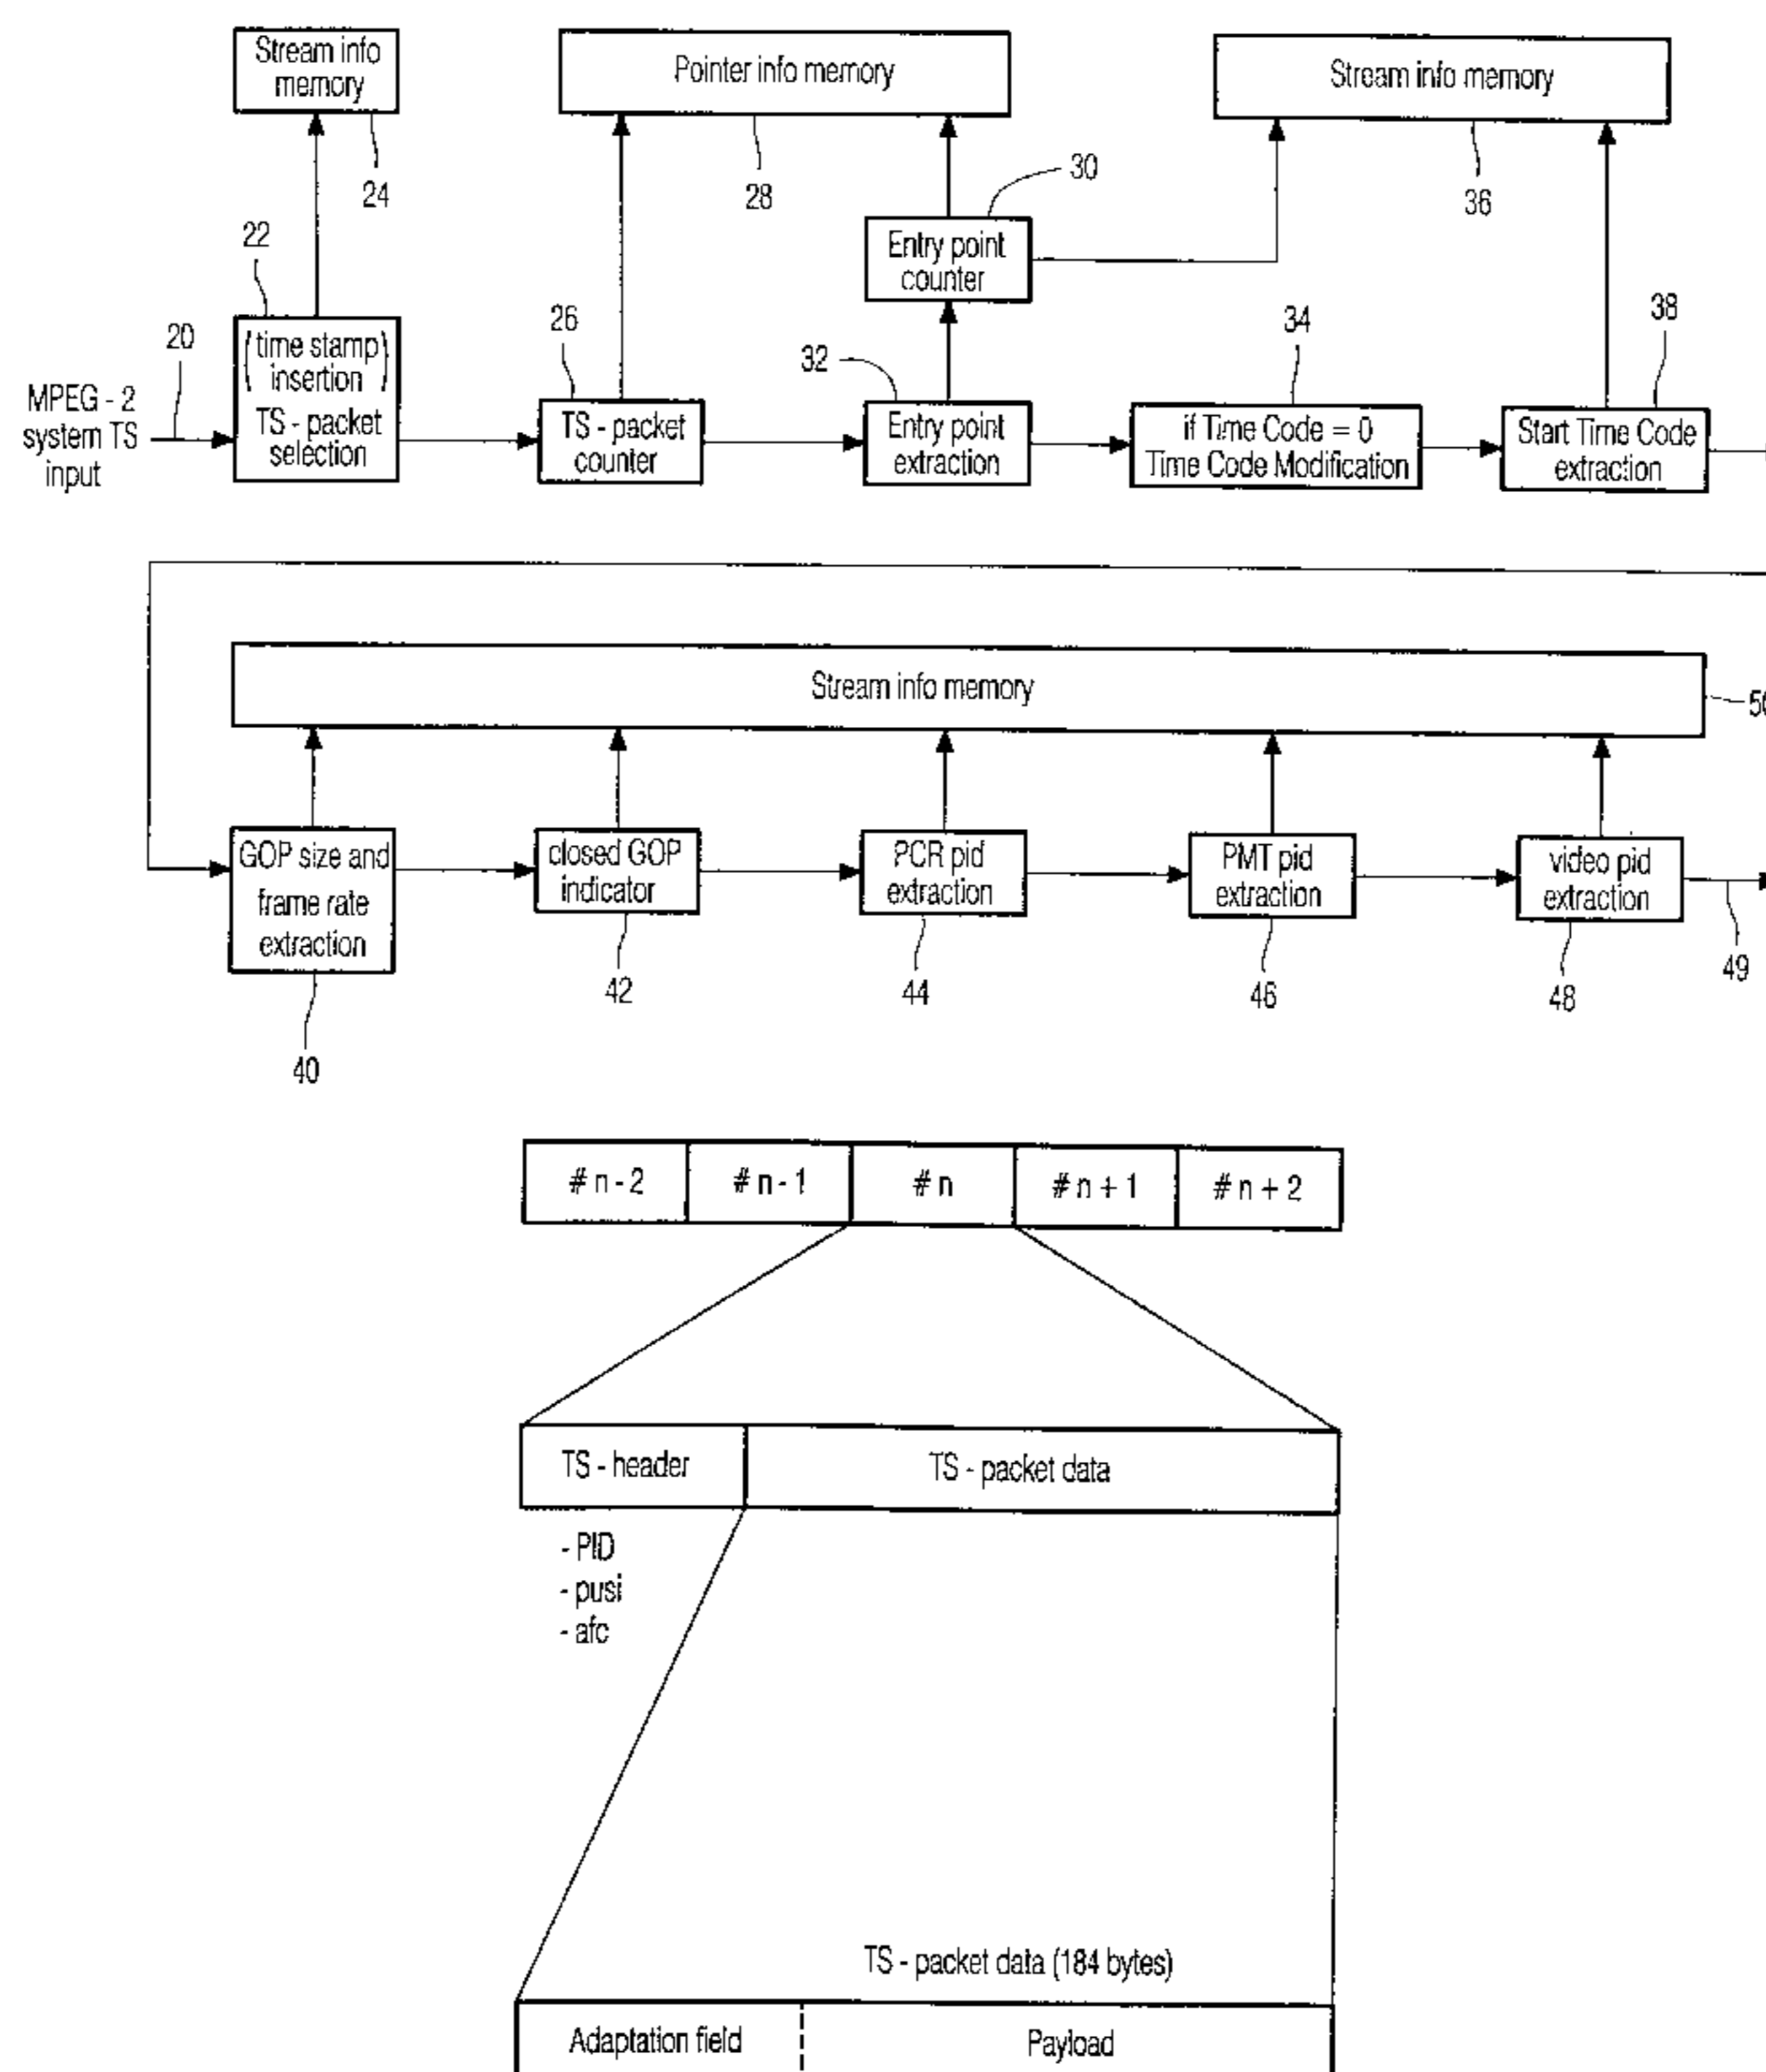 Stream info
memory
Pointer info memory
Stream info memory
24
28
30
36
22
Entry point
counter
20
26
32
34
38
MPEG - 2
system TS
input
(time stamp)
insertion
TS - packet
selection
TS - packet
counter
Entry point
extraction
if Time Code = 0
Time Code Modification
Start Time Code
extraction
Stream info memory
GOP size and
frame rate
extraction
closed GOP
indicator
PCR pid
extraction
PMT pid
extraction
video pid
extraction
40
42
44
46
48
49
# n - 2
# n - 1
# n
# n + 1
# n + 2
TS - header
TS - packet data
- PID
- pusi
- afc
TS - packet data (184 bytes)
Adaptation field
Payload